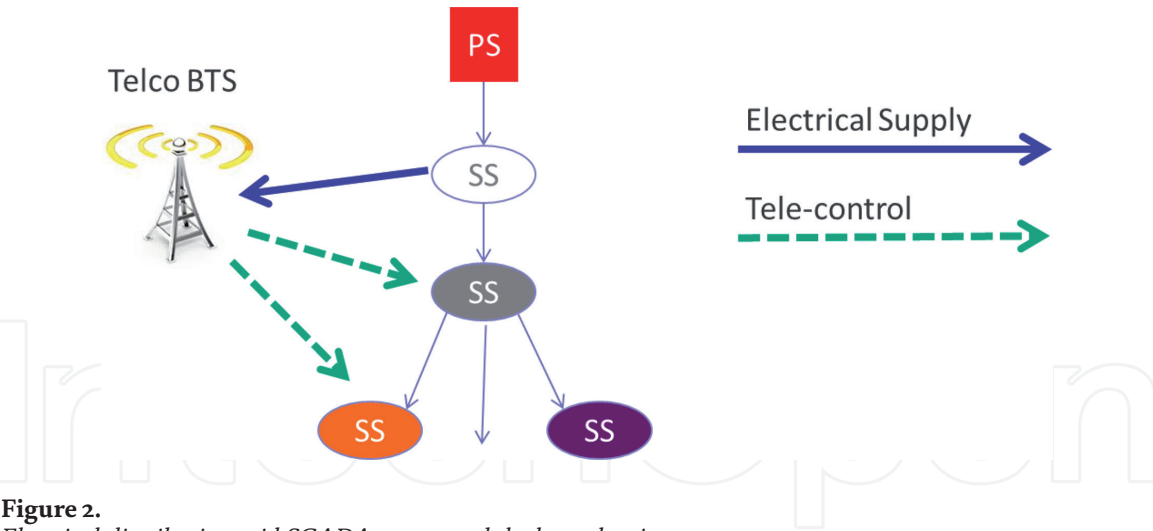 PS
Telco BTS
Electrical Supply
SS
Tele-control
SS
SS
SS
Figure 2.